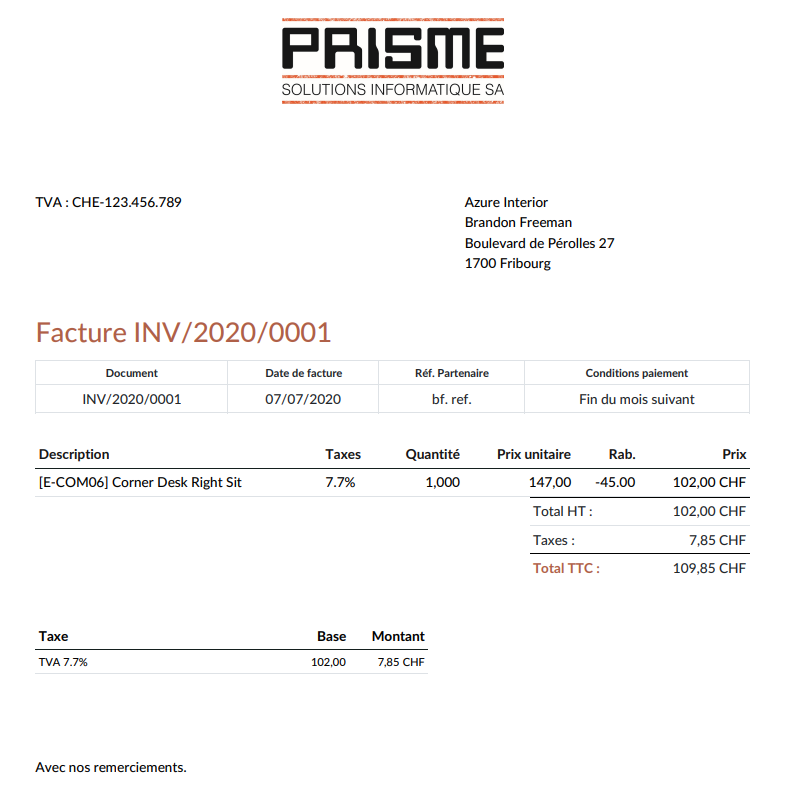 PRISME
SOLUTIONS INFORMATIQUE SA
TVA : CHE-123.456.789
Azure Interior
Brandon Freeman
Boulevard de Pérolles 27
1700 Fribourg
Facture INV/2020/0001
Document Date de facture Réf. Partenaire Conditions paiement
INV/2020/0001 07/07/2020 bf. ref. Fin du mois suivant
Description Taxes Quantité Prix unitaire Rab. Prix
[E-COM06] Corner Desk Right Sit 7.7% 1,000 147,00 -45.00 102,00 CHF
Total HT : 102,00 CHF
Taxes : 7,85 CHF
Total TTC : 109,85 CHF
Taxe Base Montant
TVA 7.7% 102,00 7,85 CHF
Avec nos remerciements.